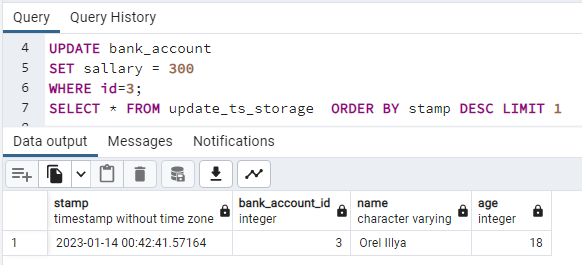 Query Query History
4 UPDATE bank_account
5 SET sallary = 300
6 WHERE id=3;
7 SELECT * FROM update_ts_storage ORDER BY stamp DESC LIMIT 1
Data output Messages Notifications
stamp bank_account_id name age
timestamp without time zone integer character varying integer
1 2023-01-14 00:42:41.57164 3 Orel Illya 18